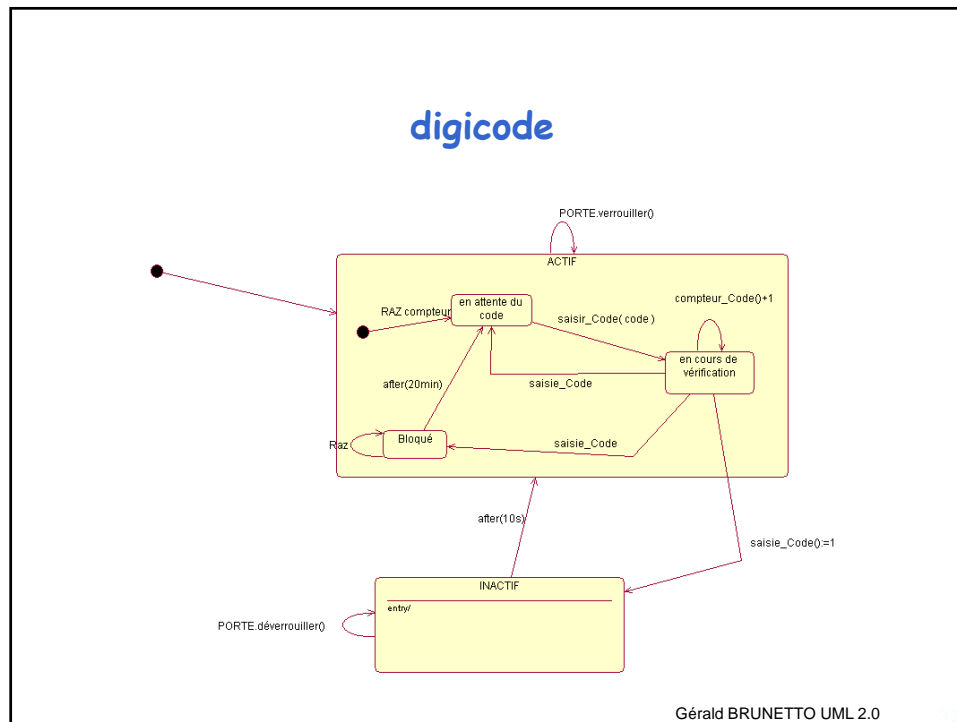 digicode
PORTE.verrouiller()
ACTIF
en attente du
code
RAZ compteur
saisir_Code( code )
compteur_Code()+1
en cours de
vérification
saisie_Code
after(20min)
Bloqué
Raz
saisie_Code
after(10s)
saisie_Code():=1
INACTIF
entry/
PORTE.déverrouiller()
Gérald BRUNETTO UML 2.0